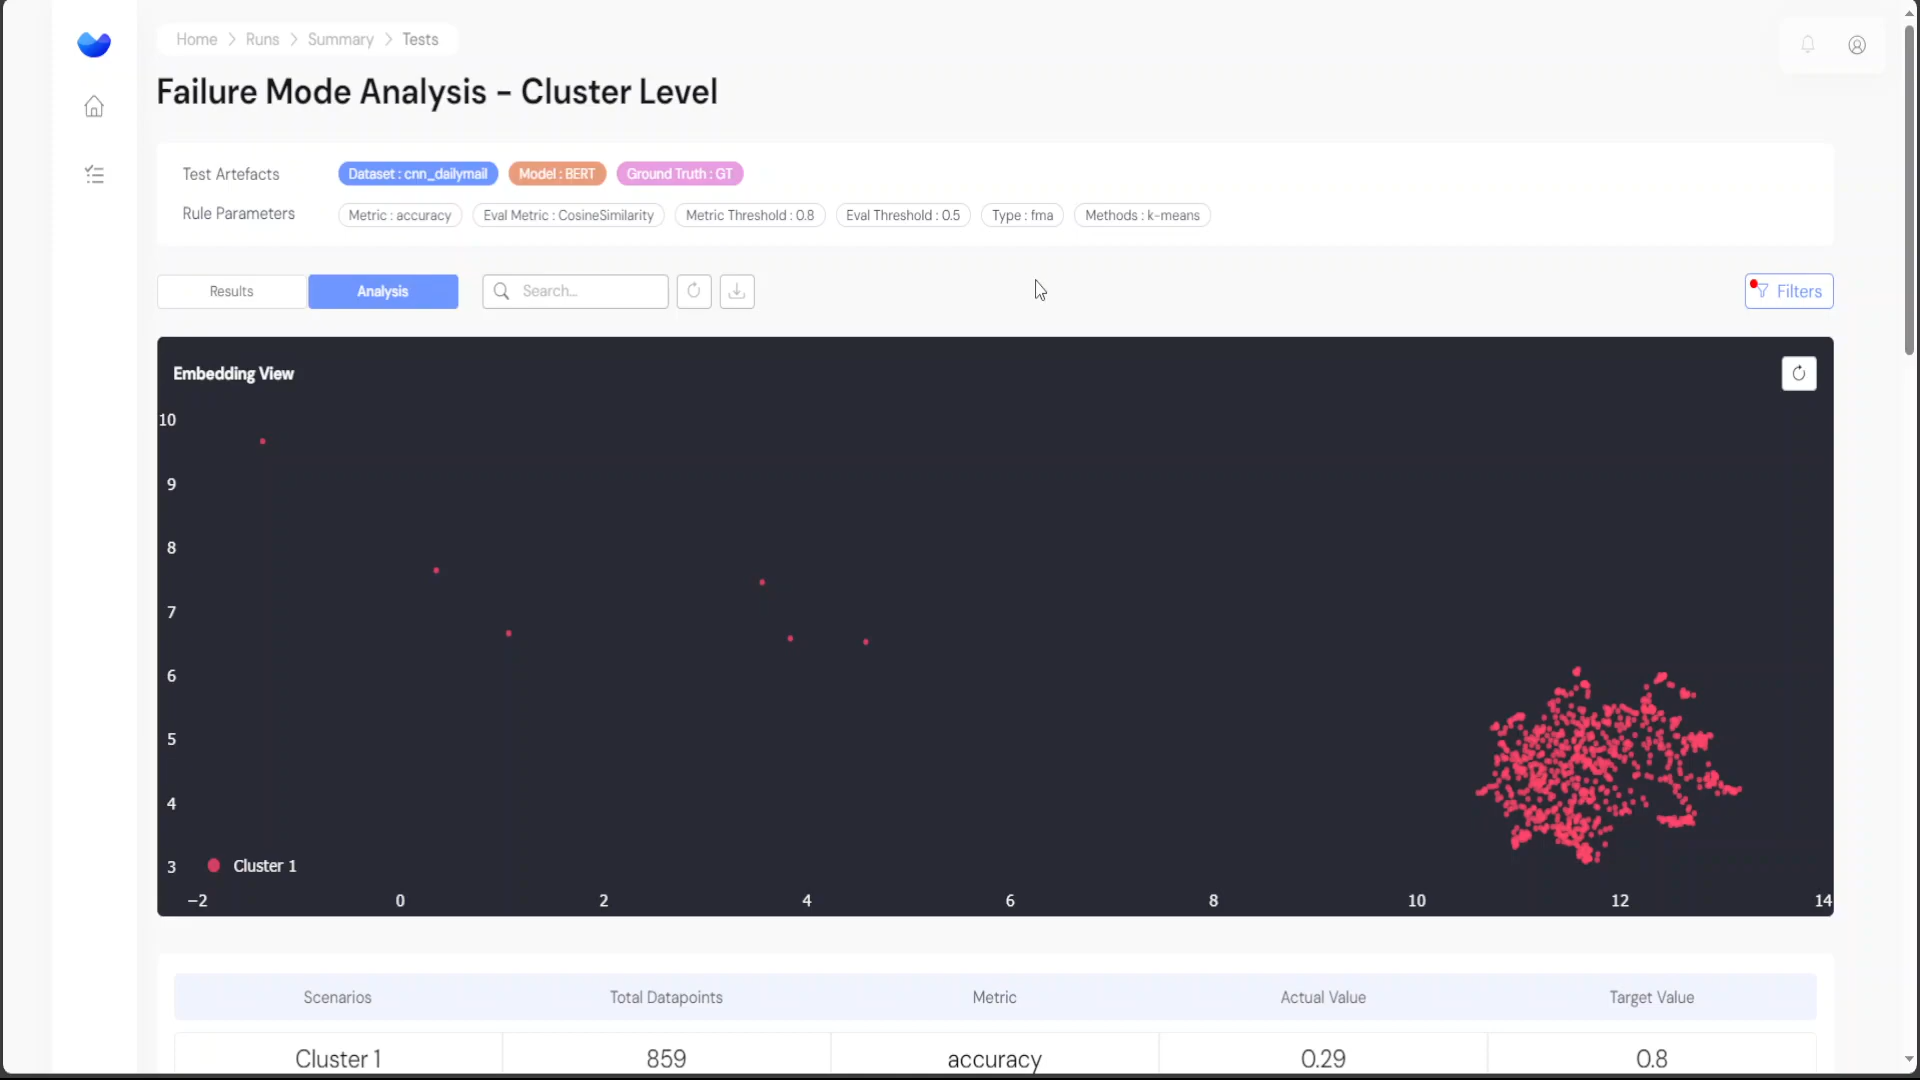 Home > Runs > Summary > Tests
Failure Mode Analysis – Cluster Level
Test Artefacts Dataset : cnn_dailymail Model : BERT Ground Truth : GT
Rule Parameters Metric : accuracy Eval Metric : CosineSimilarity Metric Threshold : 0.8 Eval Threshold : 0.5 Type : fma Methods : k-means
Results Analysis Search... Filters
Embedding View
10
9
8
7
6
5
4
3 Cluster 1
−2 0 2 4 6 8 10 12 14
Scenarios Total Datapoints Metric Actual Value Target Value
Cluster 1 859 accuracy 0.29 0.8